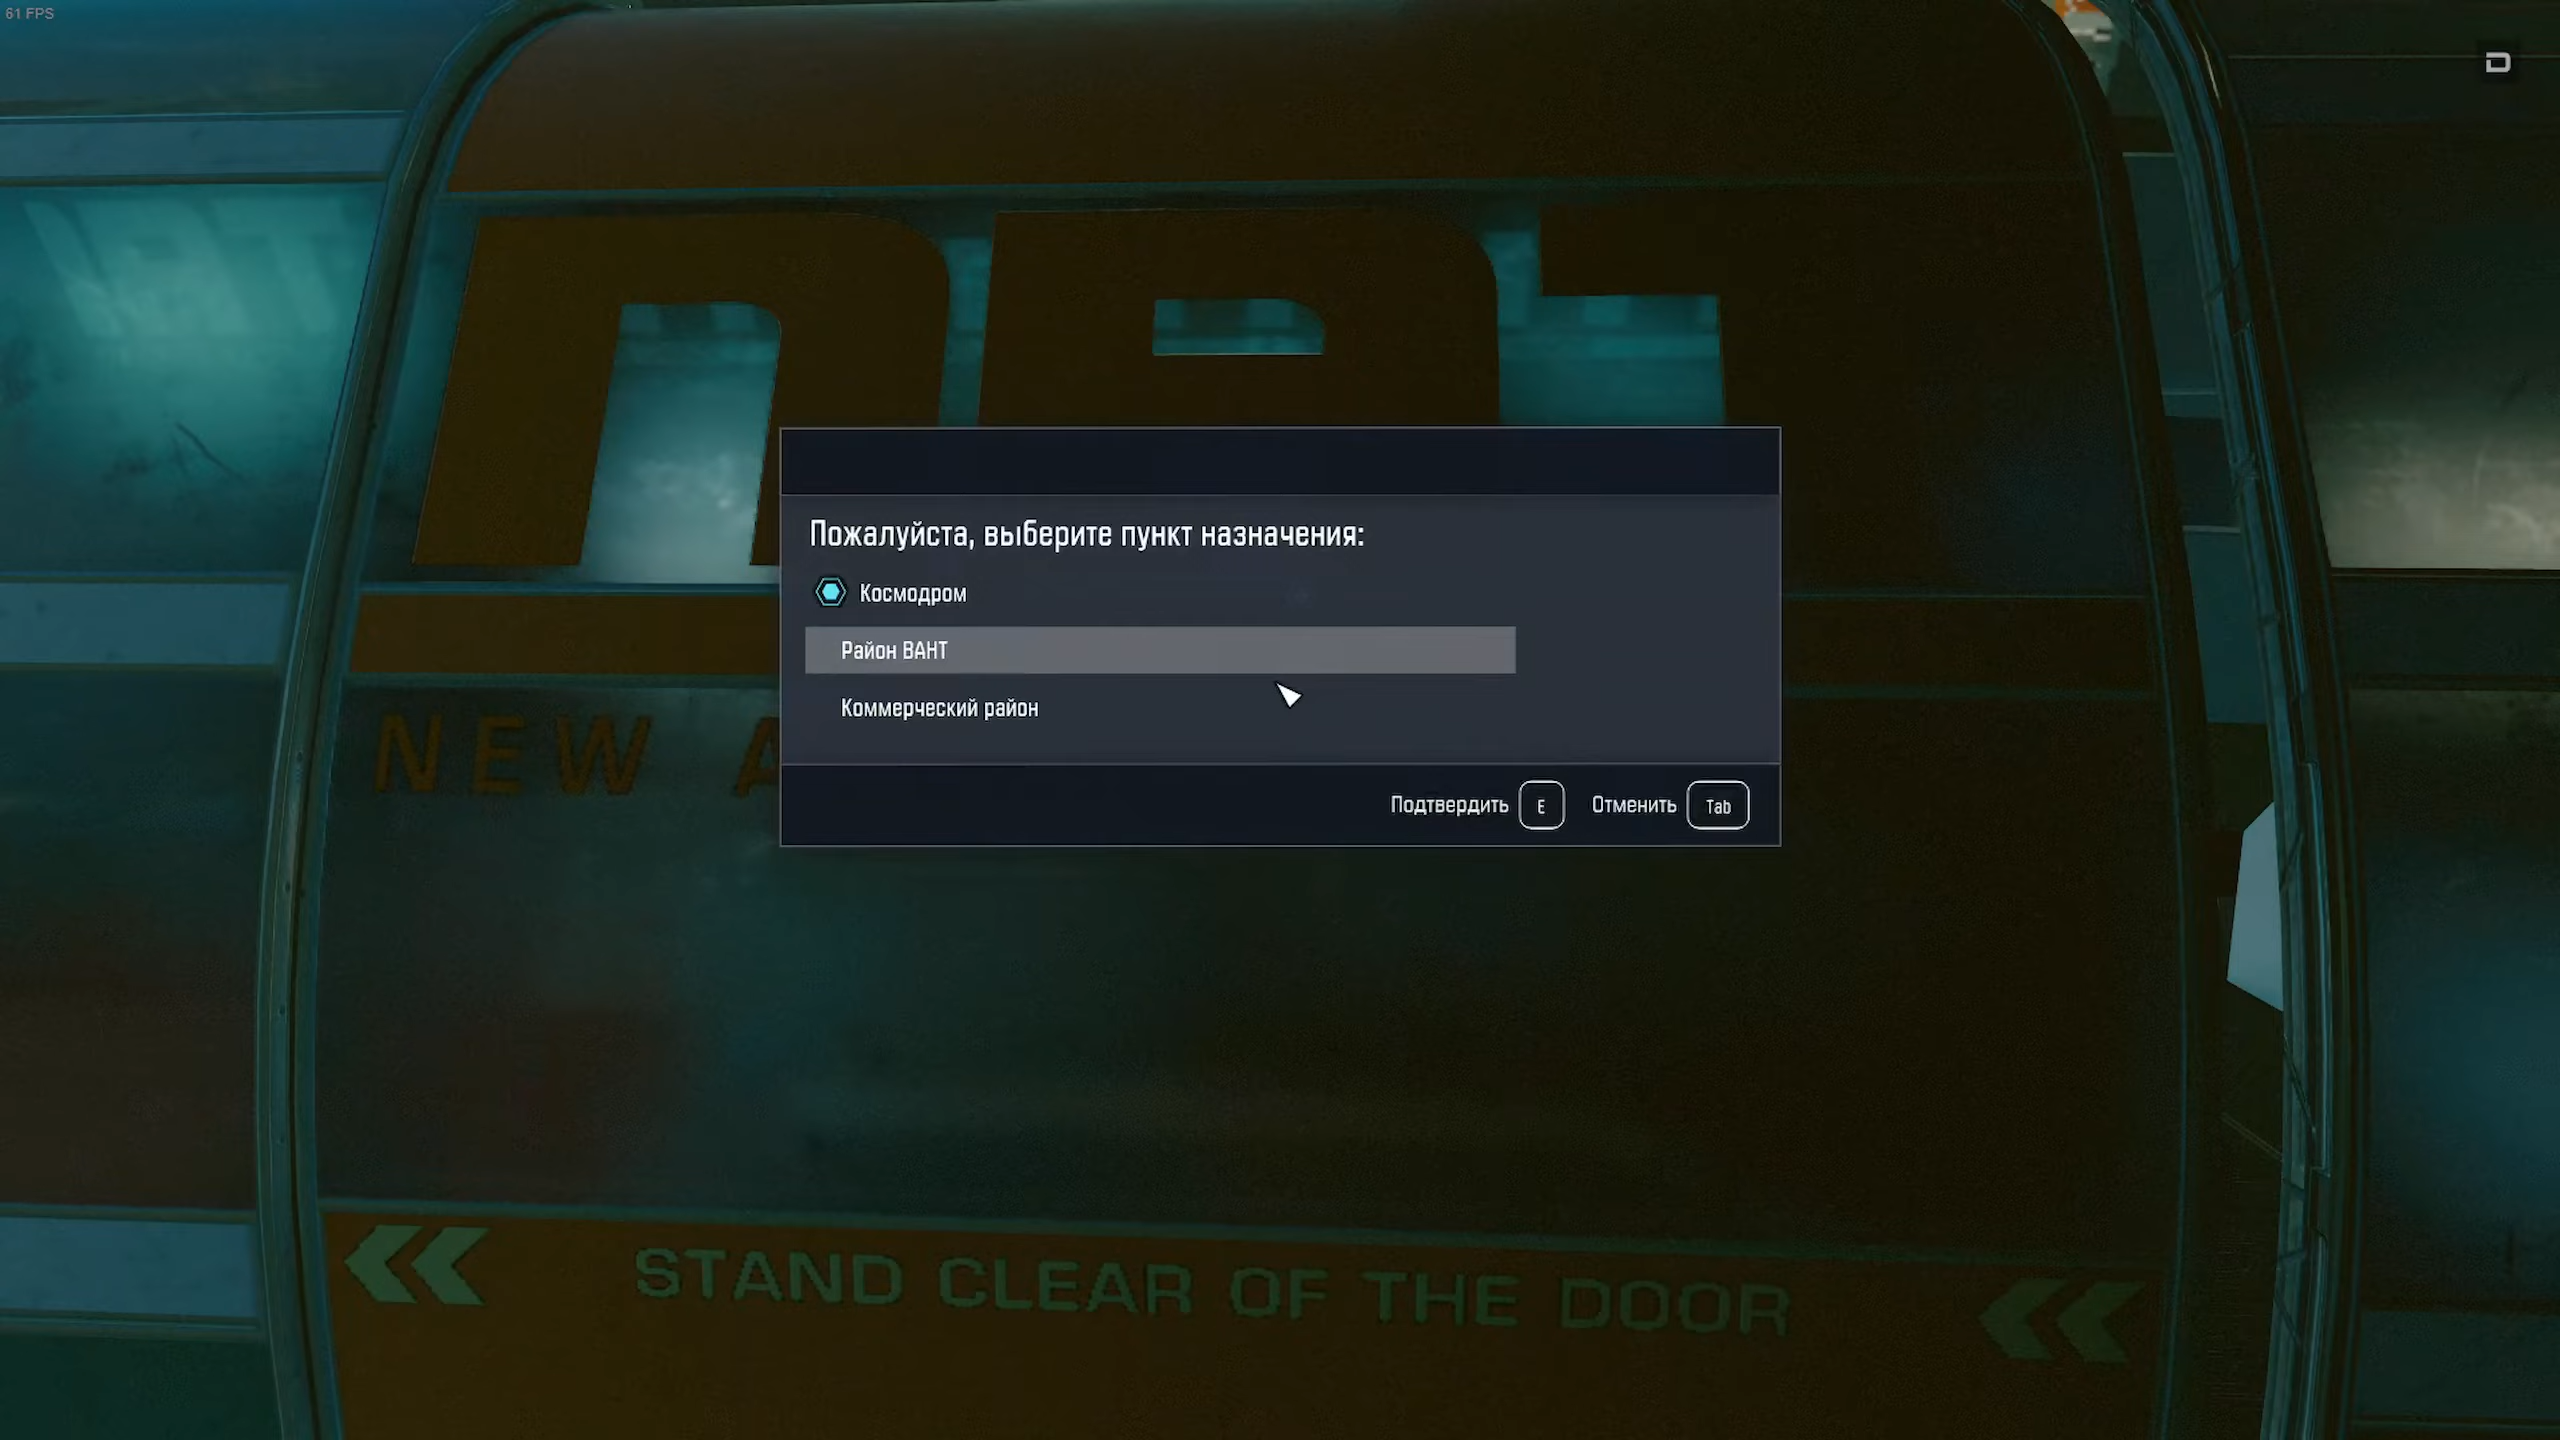 61 FPS
NAT
Пожалуйста, выберите пункт назначения:
Космодром
Район ВАНТ
Коммерческий район
NEW A
Подтвердить E Отменить Tab
STAND CLEAR OF THE DOOR